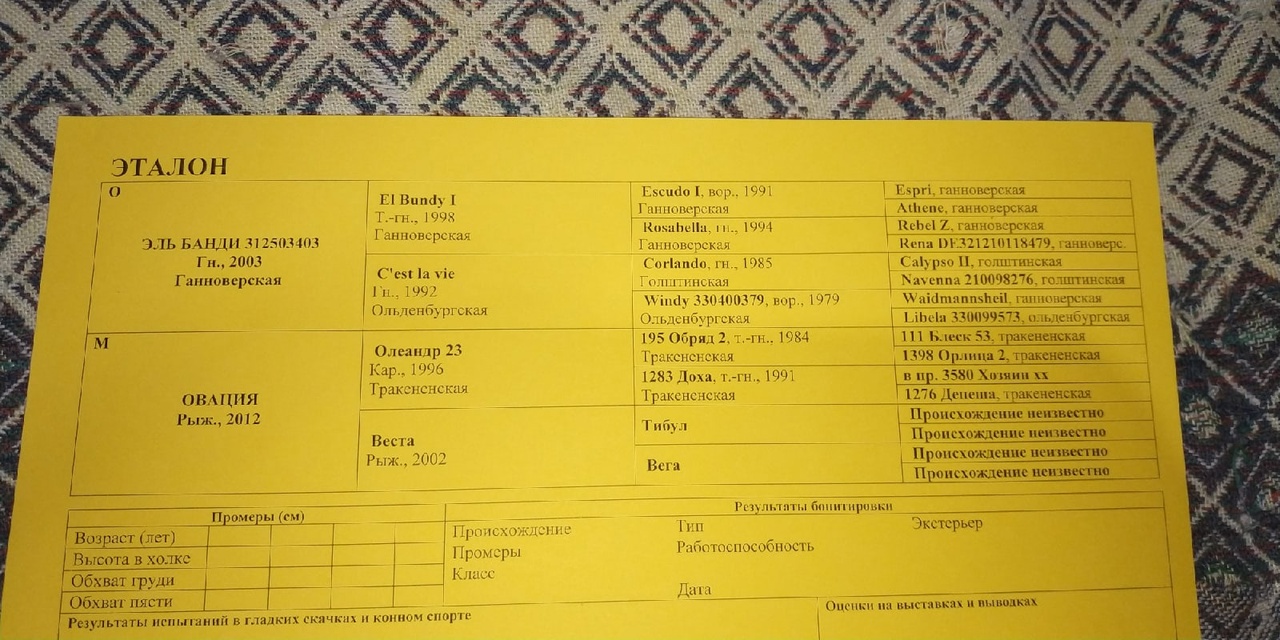 ЭТАЛОН
О
ЭЛЬ БАНДИ 312503403
Гн., 2003
Ганноверская
El Bundy I
Т.-гн., 1998
Ганноверская
C'est la vie
Гн., 1992
Ольденбургская
Escudo I, вор., 1991
Ганноверская
Rosabella, гн., 1994
Ганноверская
Corlando, гн., 1985
Голштинская
Windy 330400379, вор., 1979
Ольденбургская
Espri, ганноверская
Athene, ганноверская
Rebel Z, ганноверская
Rena DE321210118479, ганноверс.
Calypso II, голштинская
Navenna 210098276, голштинская
Waidmannsheil, ганноверская
Libela 330099573, ольденбургская
М
ОВАЦИЯ
Рыж., 2012
Олеандр 23
Кар., 1996
Тракененская
Веста
Рыж., 2002
195 Обряд 2, т.-гн., 1984
Тракененская
1283 Доха, т.-гн., 1991
Тракененская
Тибул
Вега
111 Блеск 53, тракененская
1398 Орлица 2, тракененская
в пр. 3580 Хозяин хх
1276 Депеша, тракененская
Происхождение неизвестно
Происхождение неизвестно
Происхождение неизвестно
Происхождение неизвестно
Промеры (см)
Возраст (лет)
Высота в холке
Обхват груди
Обхват пясти
Результаты бонитировки
Происхождение Тип Экстерьер
Промеры Работоспособность
Класс
Дата
Результаты испытаний в гладких скачках и конном спорте
Оценки на выставках и выводках